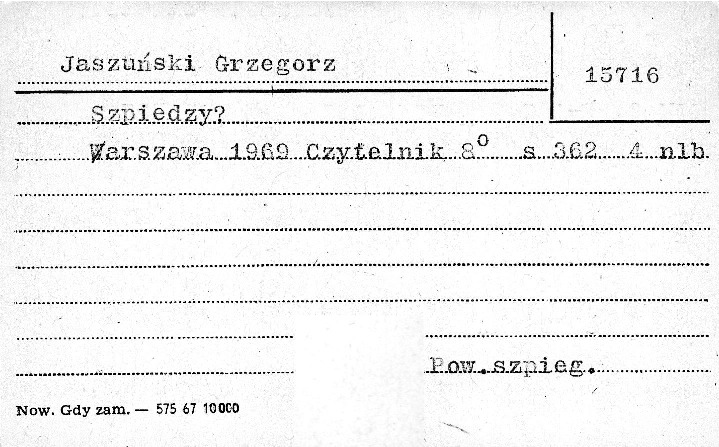 Jaszuński Grzegorz
15716
Szpiedzy?
Warszawa 1969 Czytelnik 8⁰ s 362 4 nlb
Pow.szpieg.
Now. Gdy zam. — 575 67 10000